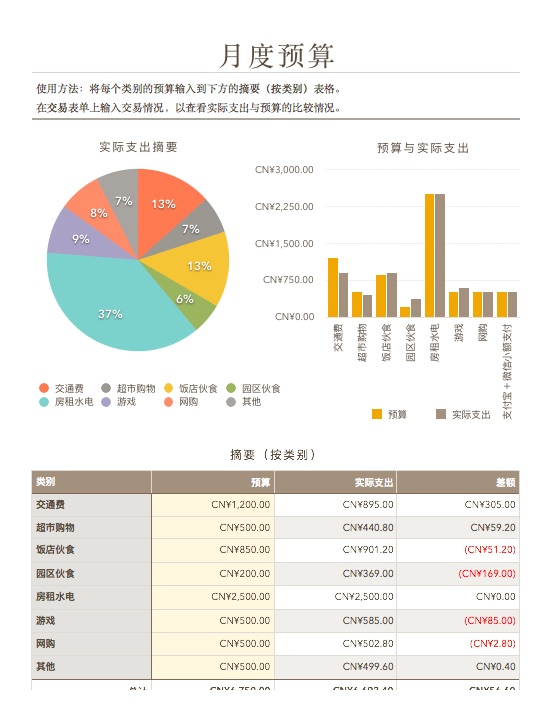 月度预算
使用方法：将每个类别的预算输入到下方的摘要（按类别）表格。
在交易表单上输入交易情况，以查看实际支出与预算的比较情况。
实际支出摘要
13%
7%
13%
6%
37%
9%
8%
7%
交通费 超市购物 饭店伙食 园区伙食
房租水电 游戏 网购 其他
预算与实际支出
CN¥3,000.00
CN¥2,250.00
CN¥1,500.00
CN¥750.00
CN¥0.00
交通费
超市购物
饭店伙食
园区伙食
房租水电
游戏
网购
支付宝+微信小额支付
预算 实际支出
摘要（按类别）
类别 预算 实际支出 差额
交通费 CN¥1,200.00 CN¥895.00 CN¥305.00
超市购物 CN¥500.00 CN¥440.80 CN¥59.20
饭店伙食 CN¥850.00 CN¥901.20 (CN¥51.20)
园区伙食 CN¥200.00 CN¥369.00 (CN¥169.00)
房租水电 CN¥2,500.00 CN¥2,500.00 CN¥0.00
游戏 CN¥500.00 CN¥585.00 (CN¥85.00)
网购 CN¥500.00 CN¥502.80 (CN¥2.80)
其他 CN¥500.00 CN¥499.60 CN¥0.40
总计 CN¥6,750.00 CN¥6,693.40 CN¥56.60